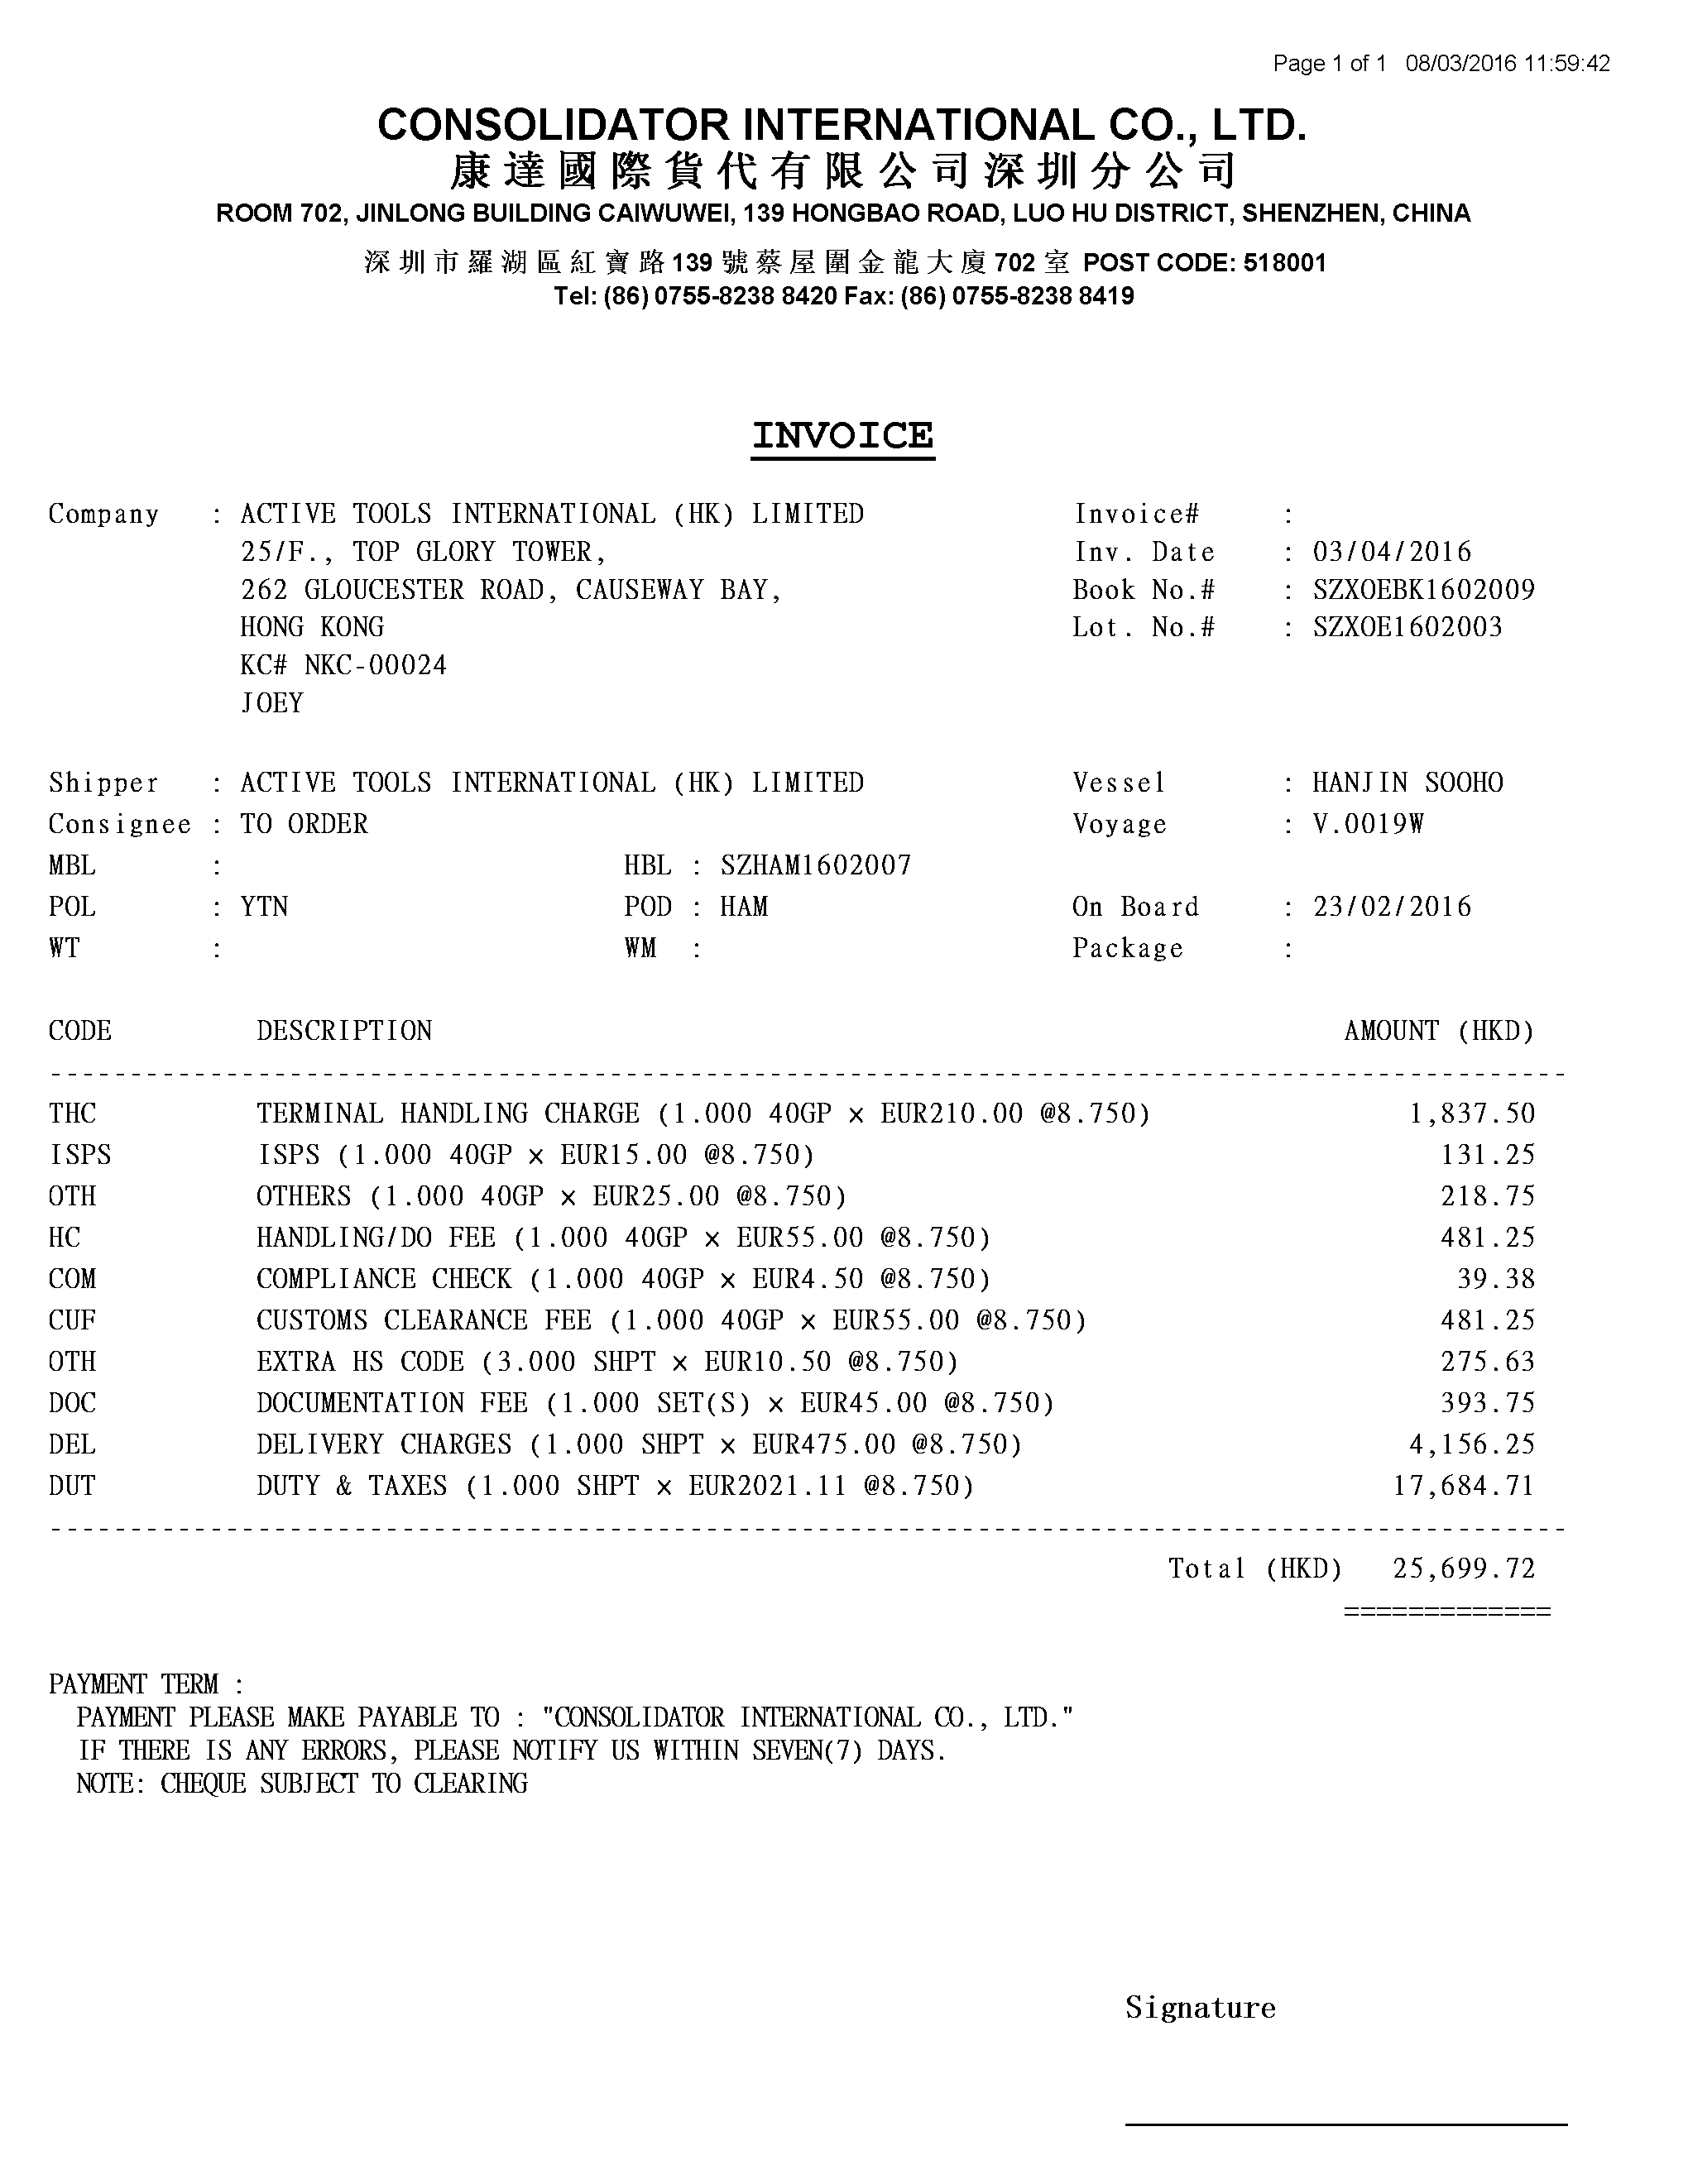 Page 1 of 1 08/03/2016 11:59:42
CONSOLIDATOR INTERNATIONAL CO., LTD.
康達國際貨代有限公司深圳分公司
ROOM 702, JINLONG BUILDING CAIWUWEI, 139 HONGBAO ROAD, LUO HU DISTRICT, SHENZHEN, CHINA
深圳市羅湖區紅寶路139號蔡屋圍金龍大廈702室 POST CODE: 518001
Tel: (86) 0755-8238 8420 Fax: (86) 0755-8238 8419
INVOICE
Company : ACTIVE TOOLS INTERNATIONAL (HK) LIMITED Invoice# :
25/F., TOP GLORY TOWER, Inv. Date : 03/04/2016
262 GLOUCESTER ROAD, CAUSEWAY BAY, Book No.# : SZXOEBK1602009
HONG KONG Lot. No.# : SZXOE1602003
KC# NKC-00024
JOEY
Shipper : ACTIVE TOOLS INTERNATIONAL (HK) LIMITED Vessel : HANJIN SOOHO
Consignee : TO ORDER Voyage : V.0019W
MBL : HBL : SZHAM1602007
POL : YTN POD : HAM On Board : 23/02/2016
WT : WM : Package :
CODE DESCRIPTION AMOUNT (HKD)
THC TERMINAL HANDLING CHARGE (1.000 40GP × EUR210.00 @8.750) 1,837.50
ISPS ISPS (1.000 40GP × EUR15.00 @8.750) 131.25
OTH OTHERS (1.000 40GP × EUR25.00 @8.750) 218.75
HC HANDLING/DO FEE (1.000 40GP × EUR55.00 @8.750) 481.25
COM COMPLIANCE CHECK (1.000 40GP × EUR4.50 @8.750) 39.38
CUF CUSTOMS CLEARANCE FEE (1.000 40GP × EUR55.00 @8.750) 481.25
OTH EXTRA HS CODE (3.000 SHPT × EUR10.50 @8.750) 275.63
DOC DOCUMENTATION FEE (1.000 SET(S) × EUR45.00 @8.750) 393.75
DEL DELIVERY CHARGES (1.000 SHPT × EUR475.00 @8.750) 4,156.25
DUT DUTY & TAXES (1.000 SHPT × EUR2021.11 @8.750) 17,684.71
Total (HKD) 25,699.72
=============
PAYMENT TERM :
PAYMENT PLEASE MAKE PAYABLE TO : "CONSOLIDATOR INTERNATIONAL CO., LTD."
IF THERE IS ANY ERRORS, PLEASE NOTIFY US WITHIN SEVEN(7) DAYS.
NOTE: CHEQUE SUBJECT TO CLEARING
Signature